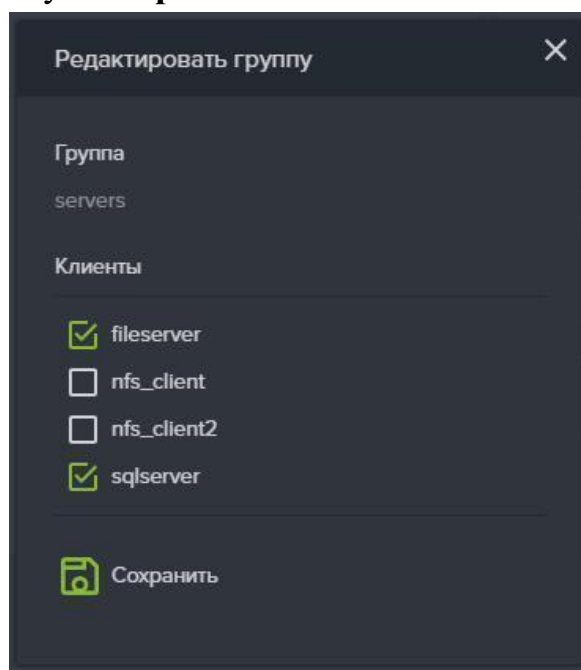 Редактировать группу
Группа
servers
Клиенты
fileserver
nfs_client
nfs_client2
sqlserver
Сохранить